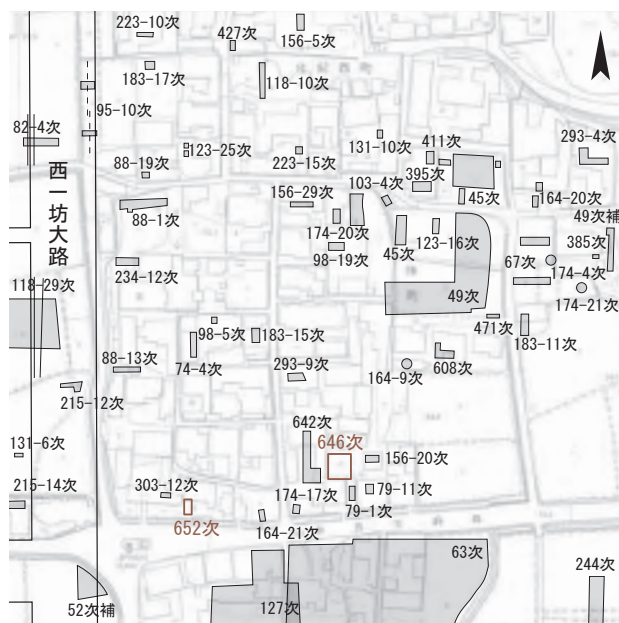 223-10次
427次
156-5次
183-17次
118-10次
95-10次
82-4次
123-25次
223-15次
131-10次
411次
293-4次
88-19次
395次
103-4次
45次
164-20次
西一坊大路
156-29次
88-1次
174-20次
98-19次
45次
123-16次
49次補
385次
67次
174-4次
174-21次
234-12次
118-29次
49次
98-5次
183-15次
74-4次
471次
183-11次
88-13次
293-9次
164-9次
608次
215-12次
642次
646次
131-6次
156-20次
215-14次
303-12次
174-17次
79-11次
79-1次
652次
164-21次
63次
244次
52次補
127次